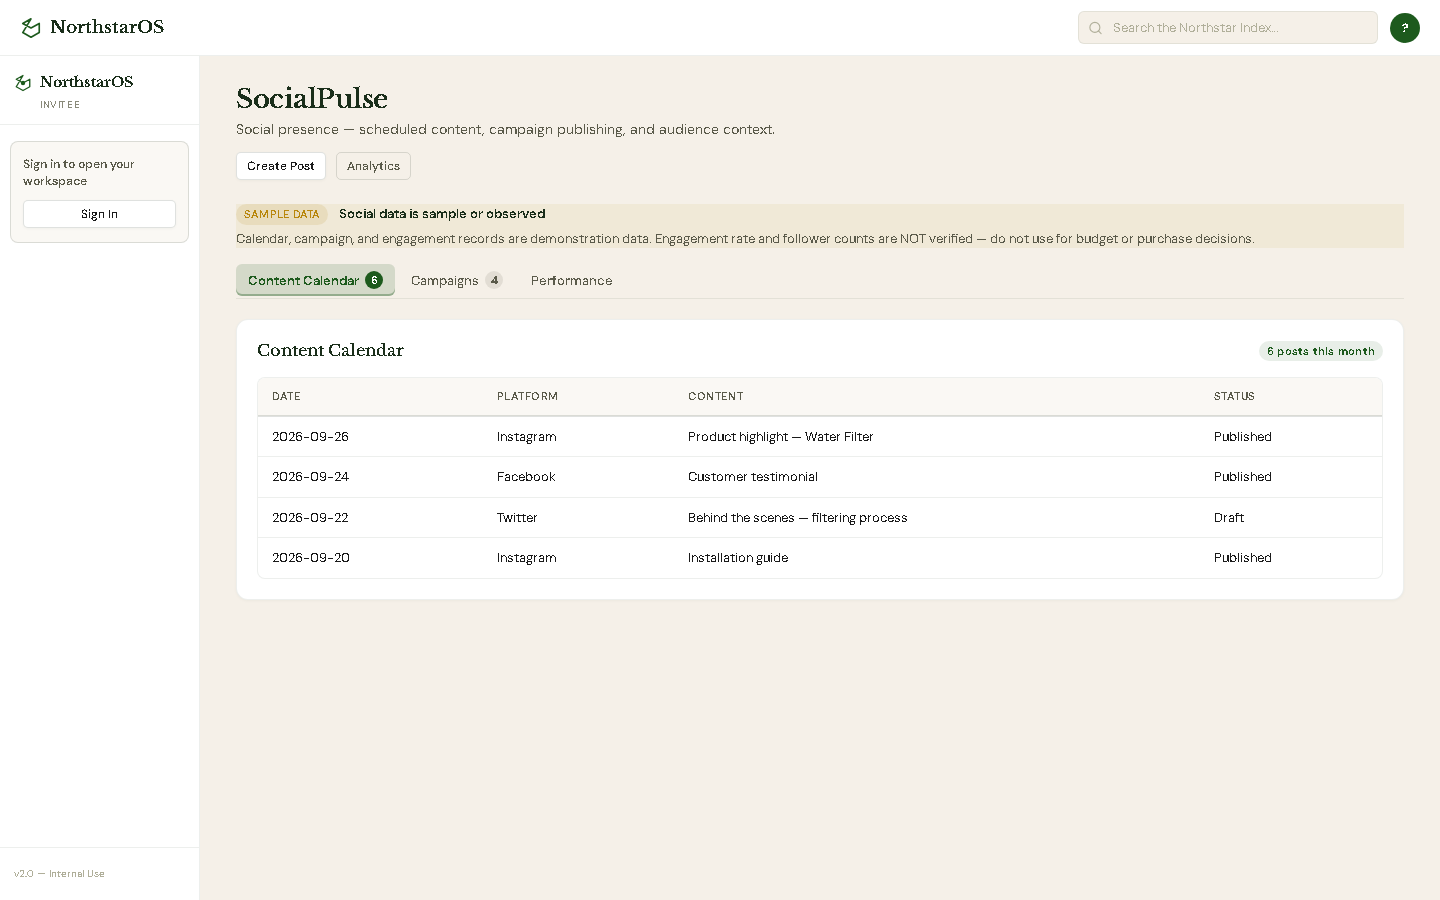 NorthstarOS
Search the Northstar Index...
?
NorthstarOS
INVITEE
Sign in to open your
workspace
Sign In
v2.0 — Internal Use
SocialPulse
Social presence — scheduled content, campaign publishing, and audience context.
Create Post
Analytics
SAMPLE DATA Social data is sample or observed
Calendar, campaign, and engagement records are demonstration data. Engagement rate and follower counts are NOT verified — do not use for budget or purchase decisions.
Content Calendar 6
Campaigns 4
Performance
Content Calendar
6 posts this month
DATE PLATFORM CONTENT STATUS
2026-09-26 Instagram Product highlight — Water Filter Published
2026-09-24 Facebook Customer testimonial Published
2026-09-22 Twitter Behind the scenes — filtering process Draft
2026-09-20 Instagram Installation guide Published